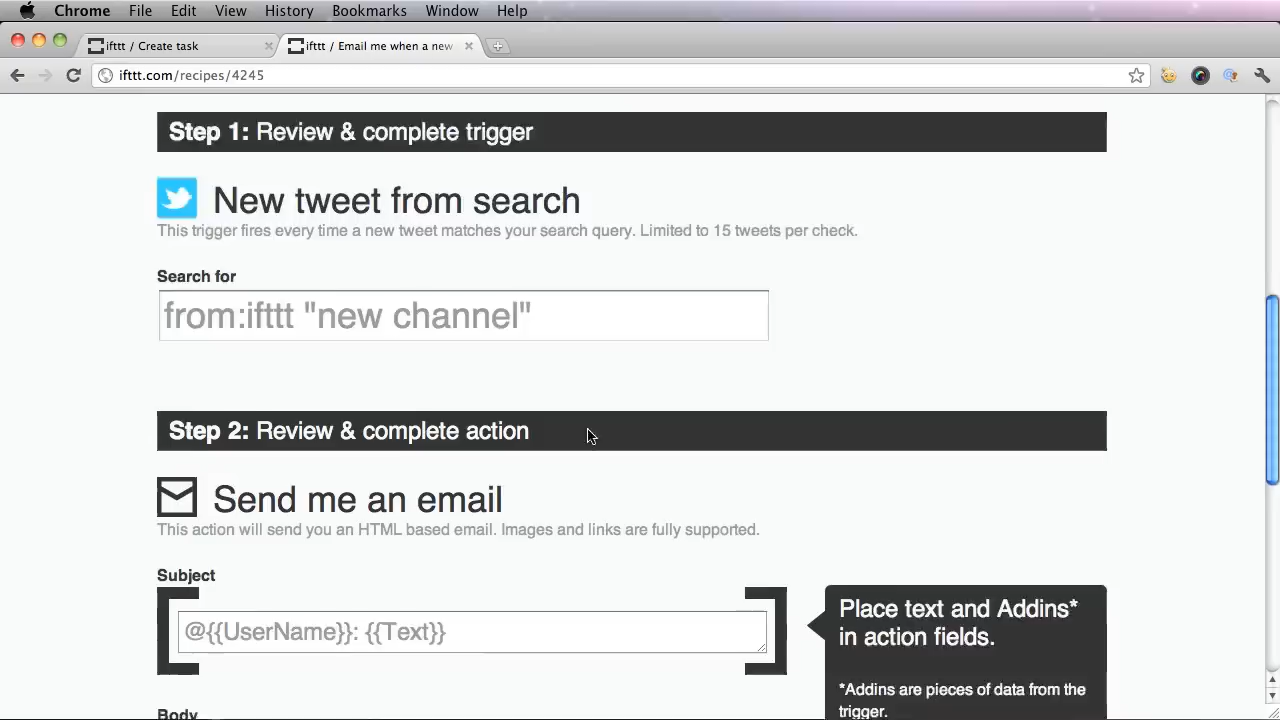 Chrome File Edit View History Bookmarks Window Help
ifttt / Create task
ifttt / Email me when a new
ifttt.com/recipes/4245
Step 1: Review & complete trigger
New tweet from search
This trigger fires every time a new tweet matches your search query. Limited to 15 tweets per check.
Search for
from:ifttt "new channel"
Step 2: Review & complete action
Send me an email
This action will send you an HTML based email. Images and links are fully supported.
Subject
@{{UserName}}: {{Text}}
Place text and Addins*
in action fields.
*Addins are pieces of data from the
trigger.
Body